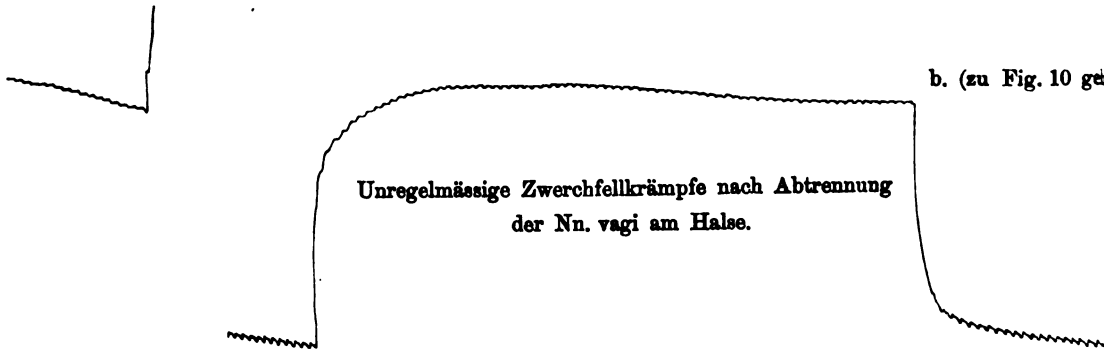 b. (zu Fig. 10
Unregelmässige Zwerchfellkrämpfe nach Abtrennung
der Nn. vagi am Halse.